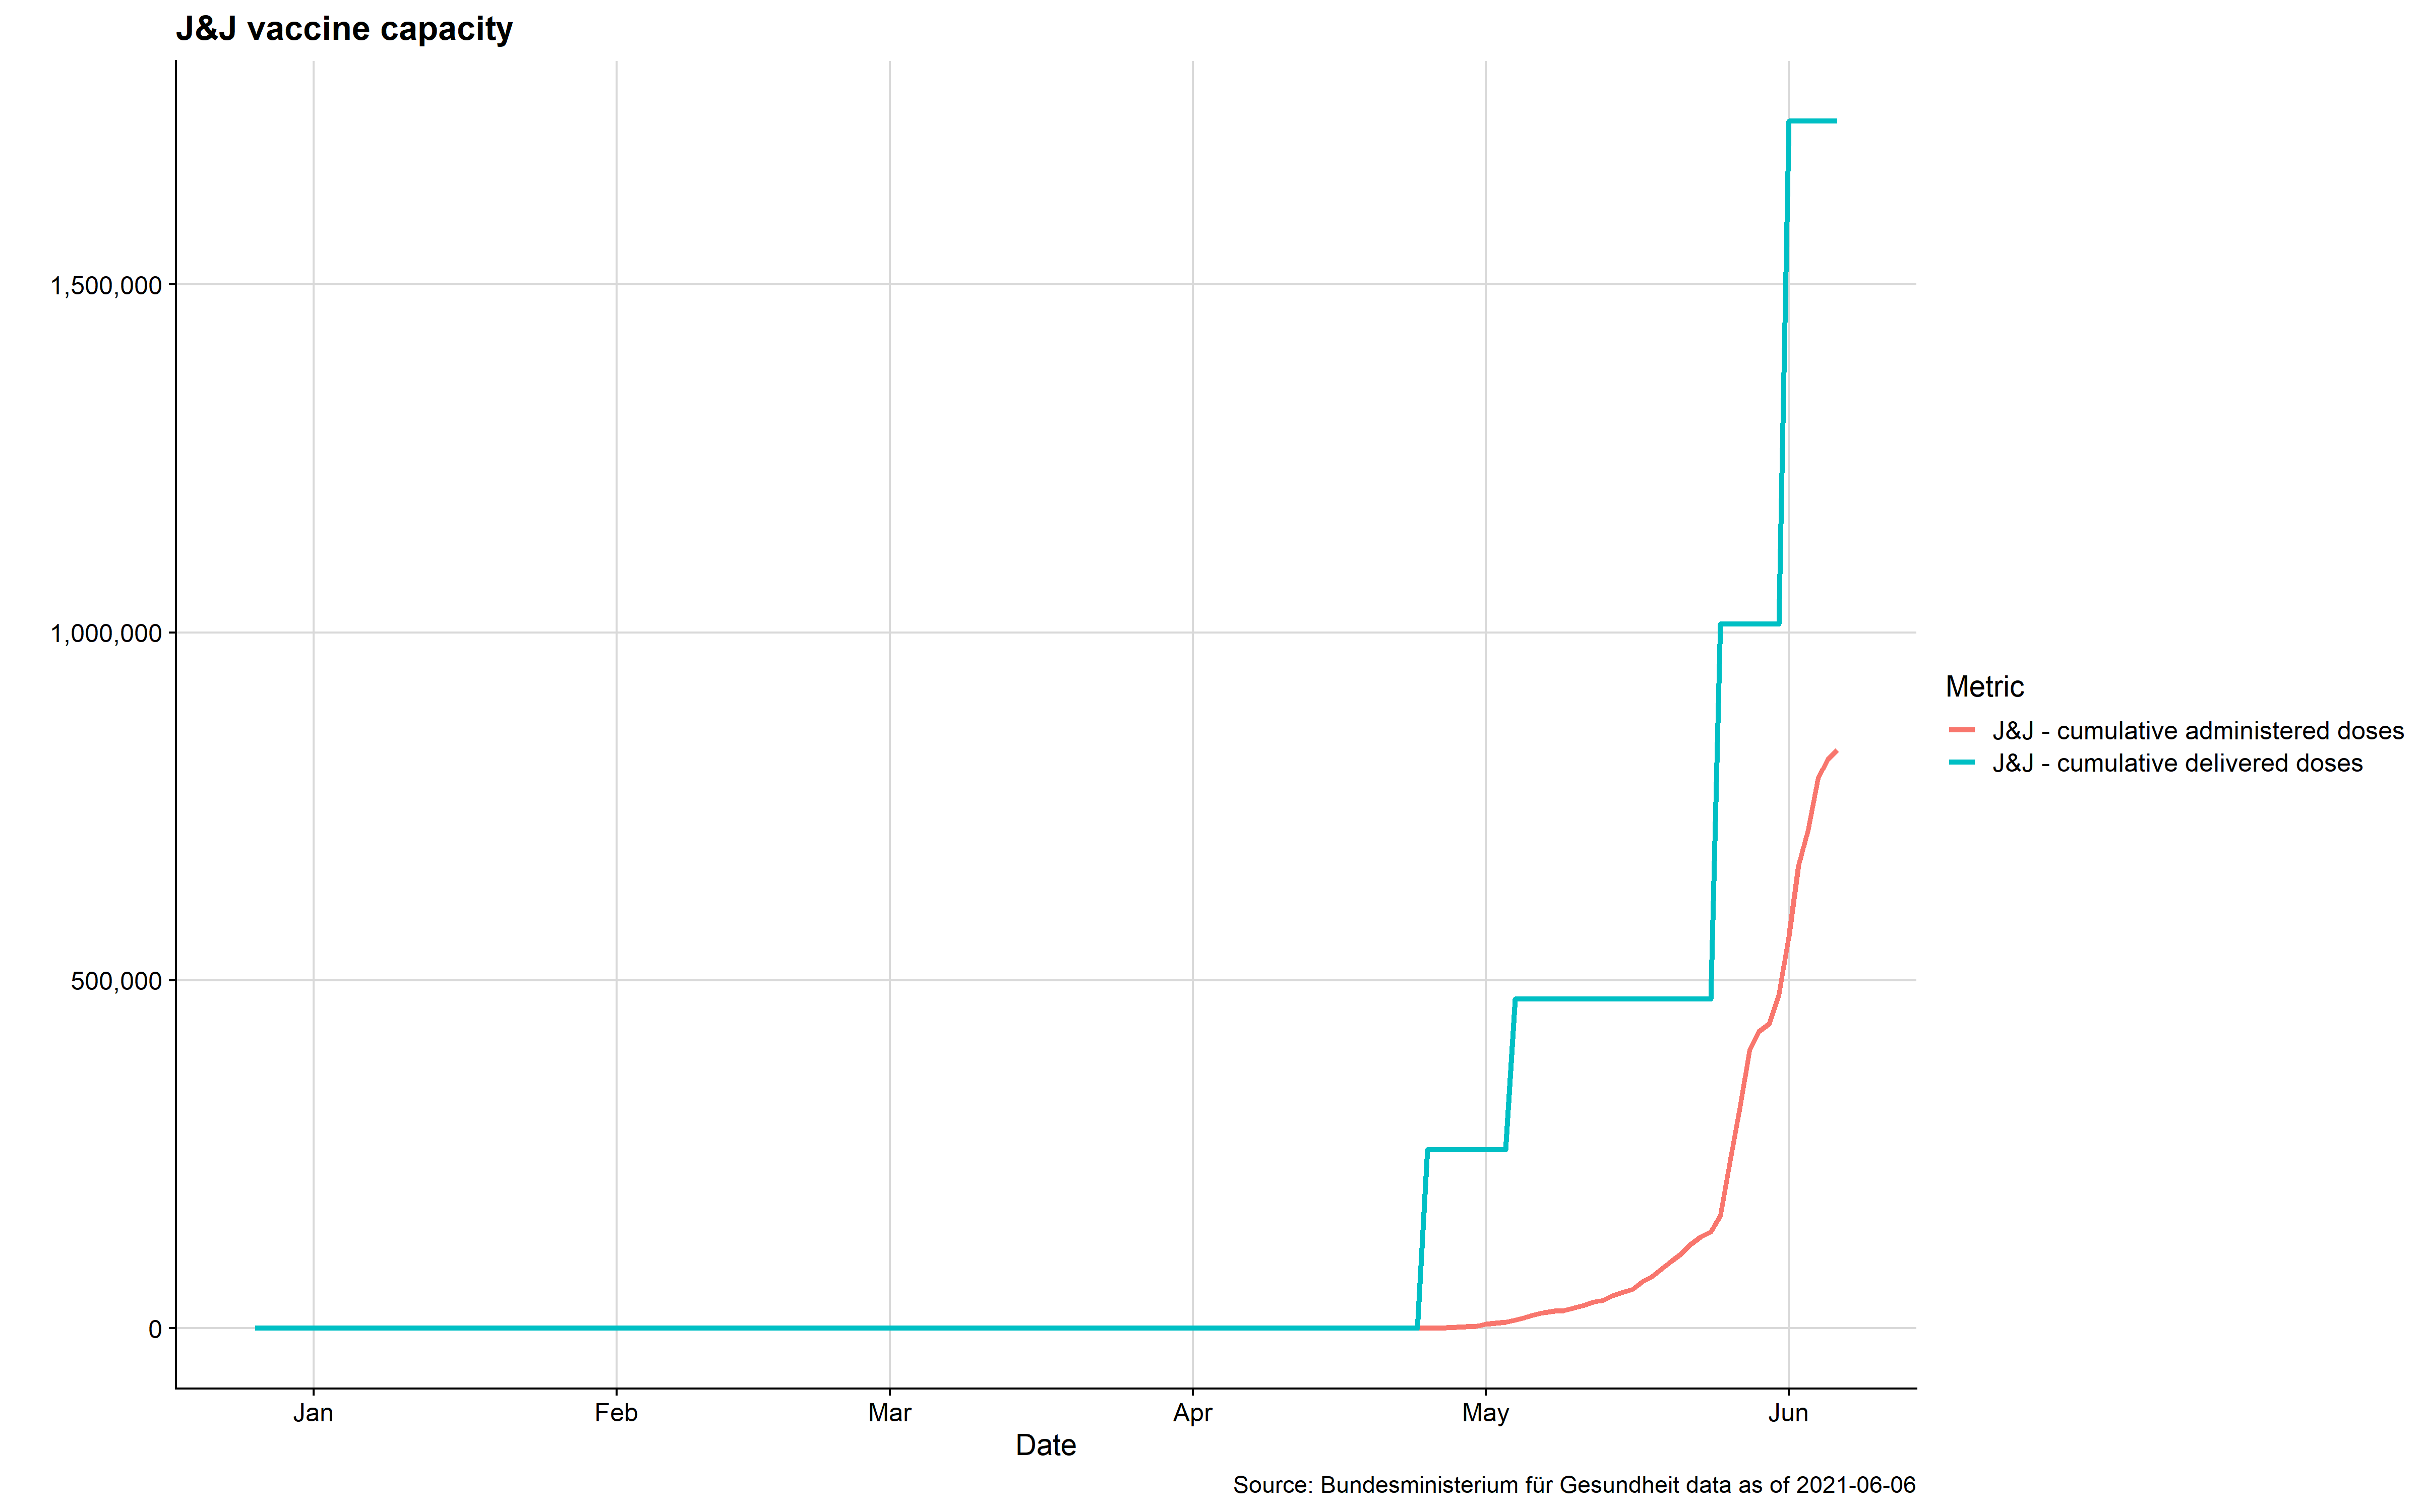 J&J vaccine capacity
1,500,000
1,000,000
500,000
0
Jan
Feb
Mar
Apr
May
Jun
Date
Metric
J&J - cumulative administered doses
J&J - cumulative delivered doses
Source: Bundesministerium für Gesundheit data as of 2021-06-06